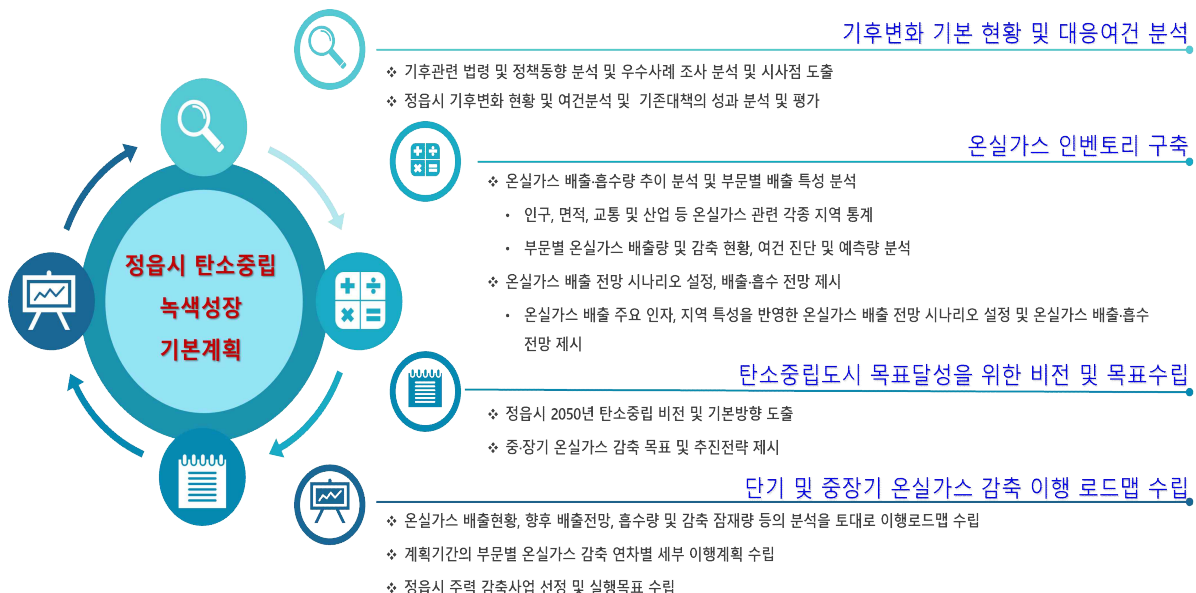 기후변화 기본 현황 및 대응여건 분석
❖ 기후관련 법령 및 정책동향 분석 및 우수사례 조사 분석 및 시사점 도출
❖ 정읍시 기후변화 현황 및 여건분석 및 기존대책의 성과 분석 및 평가
온실가스 인벤토리 구축
❖ 온실가스 배출·흡수량 추이 분석 및 부문별 배출 특성 분석
• 인구, 면적, 교통 및 산업 등 온실가스 관련 각종 지역 통계
• 부문별 온실가스 배출량 및 감축 현황, 여건 진단 및 예측량 분석
❖ 온실가스 배출 전망 시나리오 설정, 배출·흡수 전망 제시
• 온실가스 배출 주요 인자, 지역 특성을 반영한 온실가스 배출 전망 시나리오 설정 및 온실가스 배출·흡수
전망 제시
정읍시 탄소중립
녹색성장
기본계획
탄소중립도시 목표달성을 위한 비전 및 목표수립
❖ 정읍시 2050년 탄소중립 비전 및 기본방향 도출
❖ 중·장기 온실가스 감축 목표 및 추진전략 제시
단기 및 중장기 온실가스 감축 이행 로드맵 수립
❖ 온실가스 배출현황, 향후 배출전망, 흡수량 및 감축 잠재량 등의 분석을 토대로 이행로드맵 수립
❖ 계획기간의 부문별 온실가스 감축 연차별 세부 이행계획 수립
❖ 정읍시 주력 감축사업 선정 및 실행목표 수립